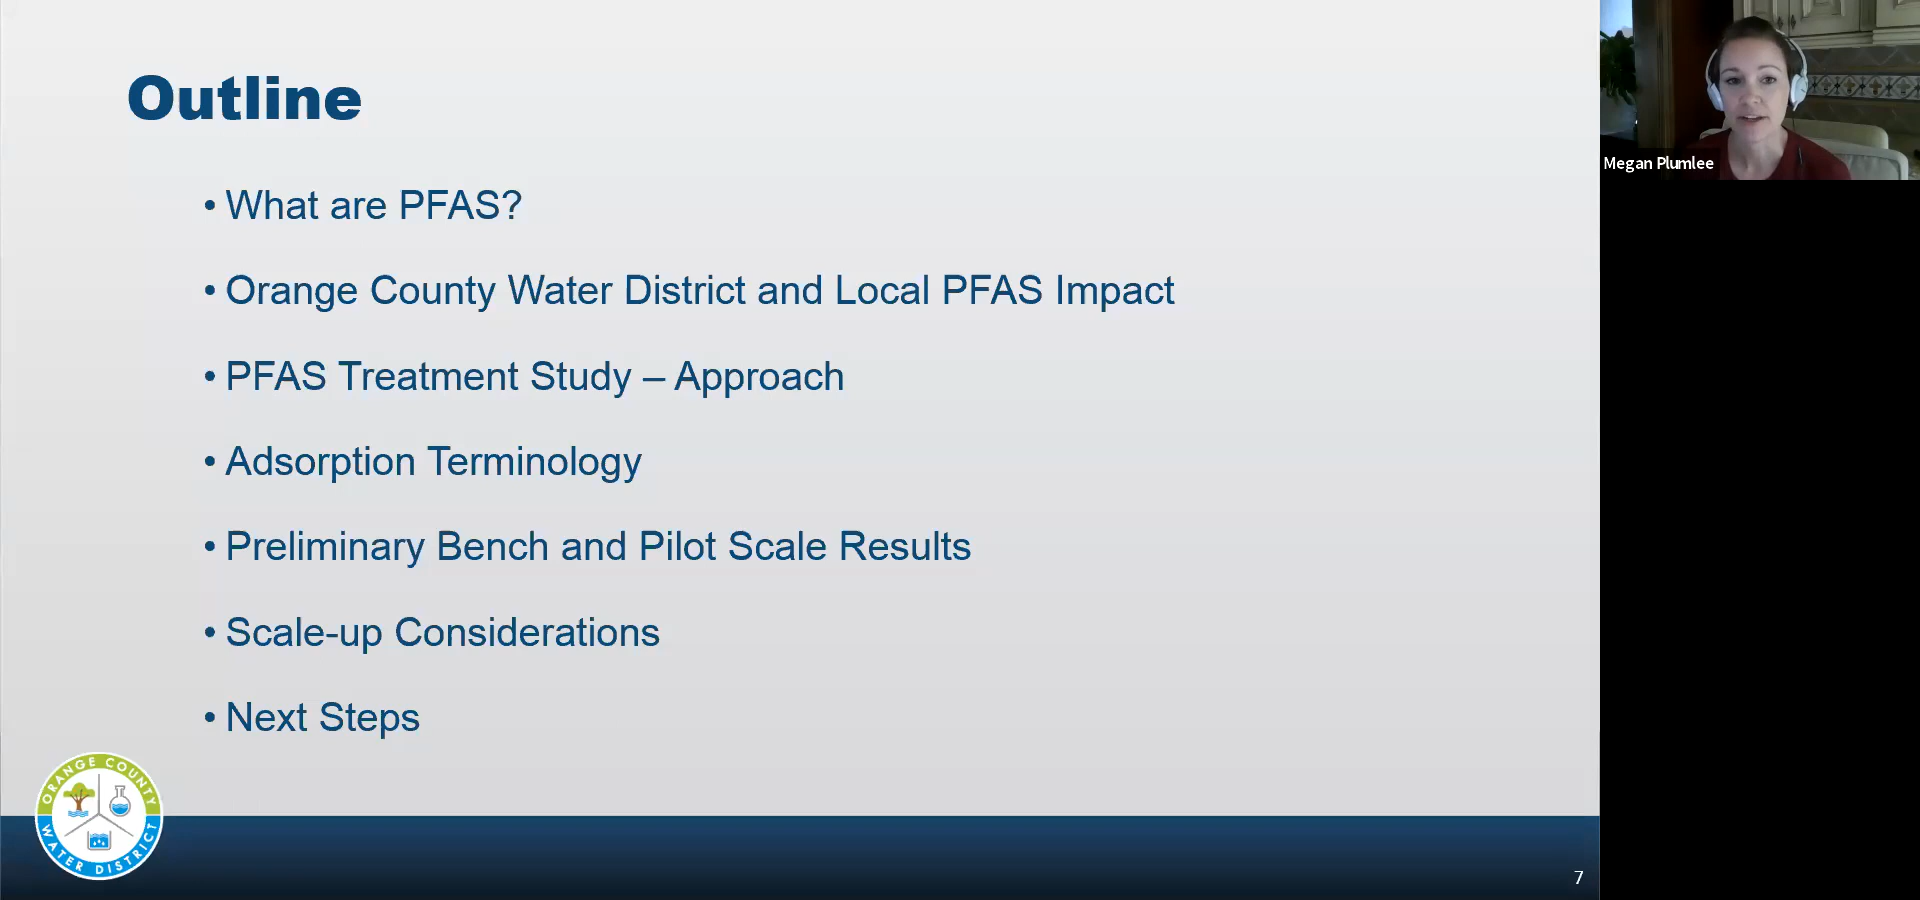 Outline
• What are PFAS?
• Orange County Water District and Local PFAS Impact
• PFAS Treatment Study – Approach
• Adsorption Terminology
• Preliminary Bench and Pilot Scale Results
• Scale-up Considerations
• Next Steps
ORANGE COUNTY
WATER DISTRICT
7
Megan Plumlee